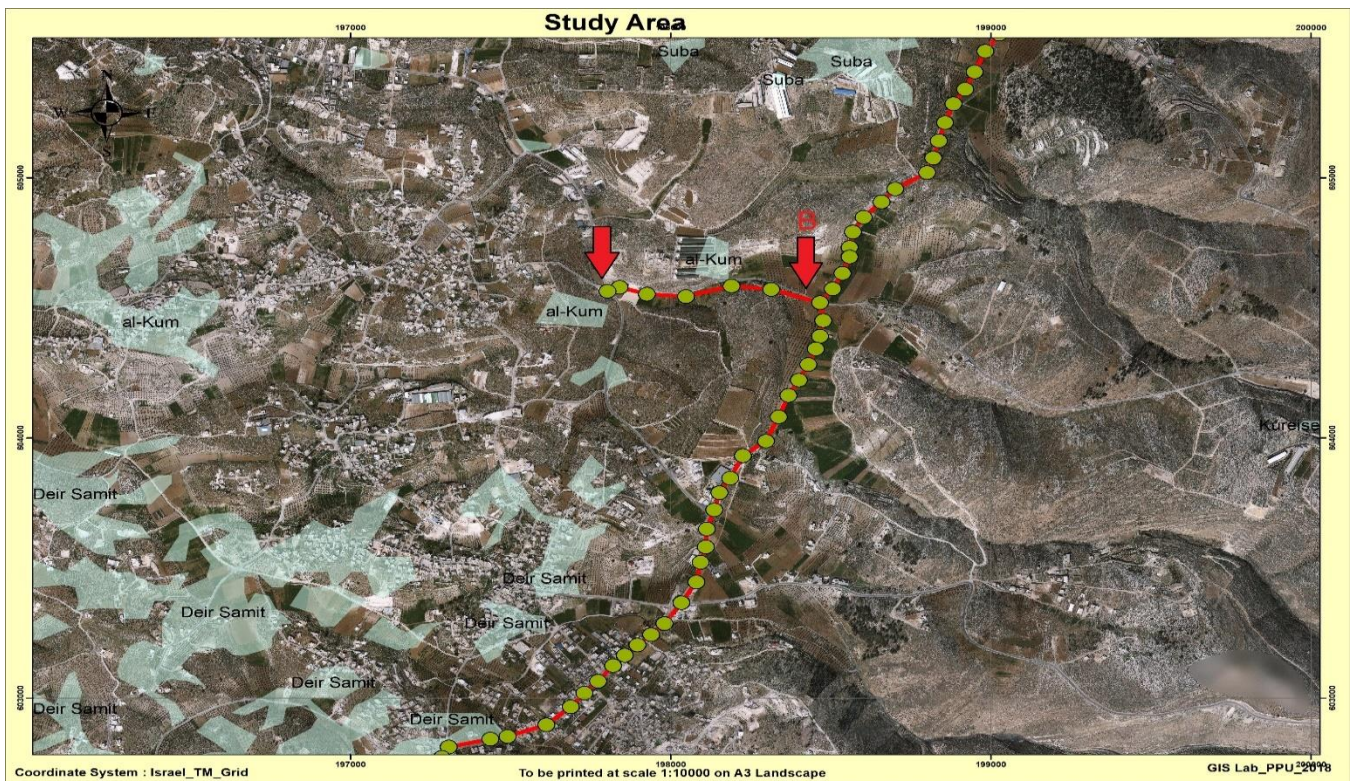 Study Area
197000
199000
200000
Suba
Suba
Suba
N
W
E
S
605000
605000
B
al-Kum
al-Kum
al-Kum
604000
604000
Kureise
Deir Samit
Deir Samit
Deir Samit
Deir Samit
Deir Samit
Deir Samit
Deir Samit
603000
603000
197000
198000
199000
200000
Coordinate System : Israel_TM_Grid
To be printed at scale 1:10000 on A3 Landscape
GIS Lab_PPU_2018